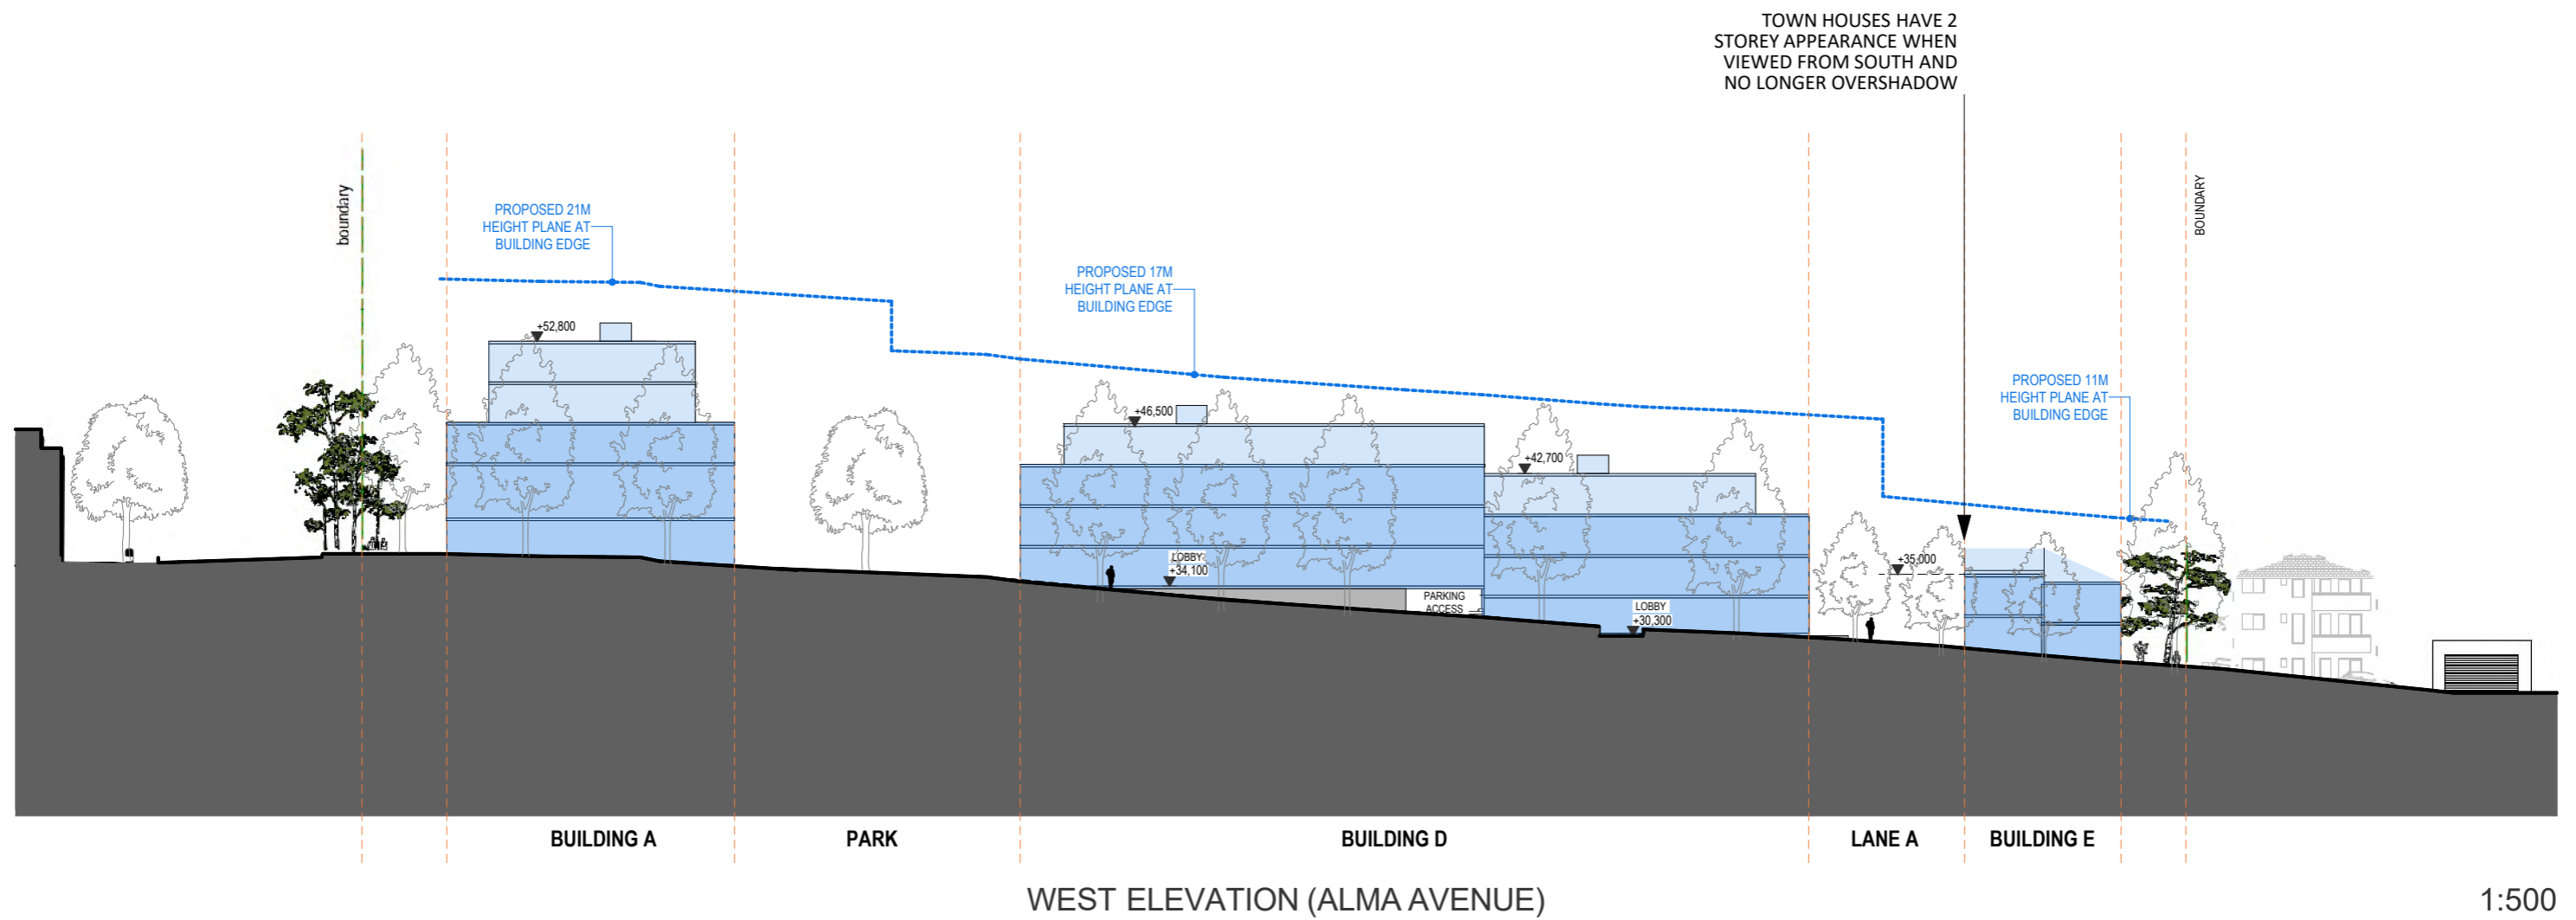 TOWN HOUSES HAVE 2
STOREY APPEARANCE WHEN
VIEWED FROM SOUTH AND
NO LONGER OVERSHADOW
boundary
BOUNDARY
PROPOSED 21M
HEIGHT PLANE AT
BUILDING EDGE
PROPOSED 17M
HEIGHT PLANE AT
BUILDING EDGE
PROPOSED 11M
HEIGHT PLANE AT
BUILDING EDGE
+52,800
+46,500
+42,700
LOBBY
+34,100
PARKING
ACCESS
LOBBY
+30,300
+35,000
BUILDING A
PARK
BUILDING D
LANE A
BUILDING E
WEST ELEVATION (ALMA AVENUE)
1:500